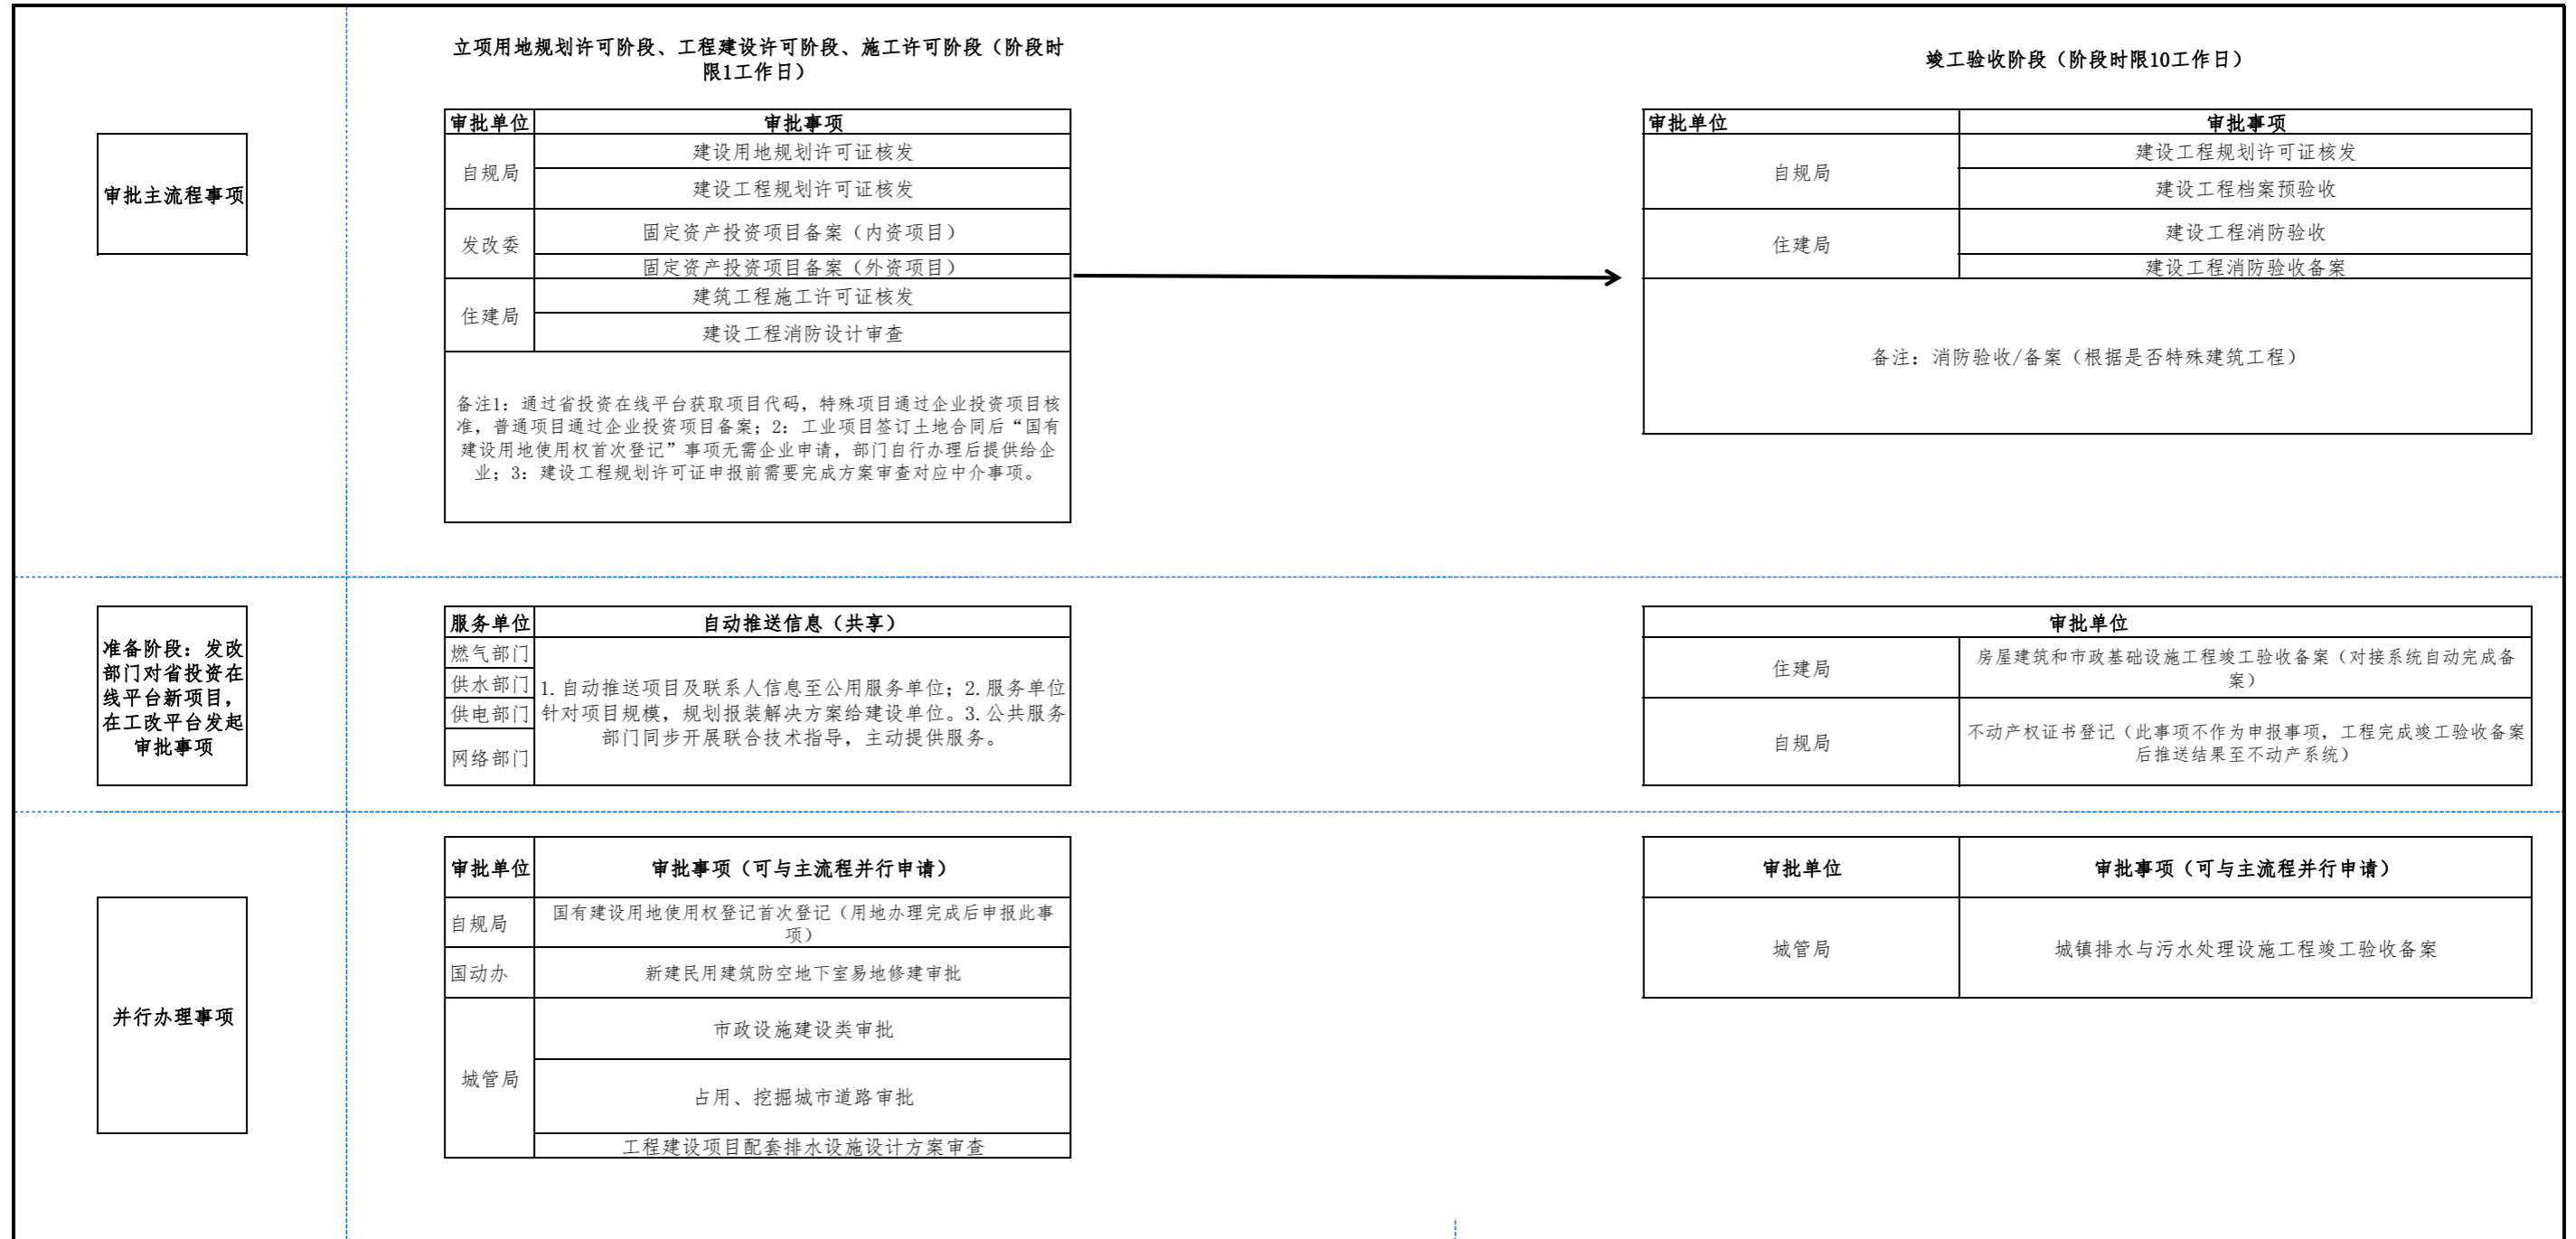 立项用地规划许可阶段、工程建设许可阶段、施工许可阶段（阶段时
限1工作日）
竣工验收阶段（阶段时限10工作日）
审批主流程事项
审批单位 审批事项
自规局
建设用地规划许可证核发
建设工程规划许可证核发
发改委
固定资产投资项目备案（内资项目）
固定资产投资项目备案（外资项目）
住建局
建筑工程施工许可证核发
建设工程消防设计审查
备注1：通过省投资在线平台获取项目代码，特殊项目通过企业投资项目核
准，普通项目通过企业投资项目备案；2：工业项目签订土地合同后“国有
建设用地使用权首次登记”事项无需企业申请，部门自行办理后提供给企
业；3：建设工程规划许可证申报前需要完成方案审查对应中介事项。
审批单位 审批事项
自规局
建设工程规划许可证核发
建设工程档案预验收
住建局
建设工程消防验收
建设工程消防验收备案
备注：消防验收/备案（根据是否特殊建筑工程）
准备阶段：发改
部门对省投资在
线平台新项目，
在工改平台发起
审批事项
服务单位 自动推送信息（共享）
燃气部门
供水部门
供电部门
网络部门
1.自动推送项目及联系人信息至公用服务单位；2.服务单位
针对项目规模，规划报装解决方案给建设单位。3.公共服务
部门同步开展联合技术指导，主动提供服务。
审批单位
住建局
房屋建筑和市政基础设施工程竣工验收备案（对接系统自动完成备
案）
自规局
不动产权证书登记（此事项不作为申报事项，工程完成竣工验收备案
后推送结果至不动产系统）
并行办理事项
审批单位 审批事项（可与主流程并行申请）
自规局
国有建设用地使用权登记首次登记（用地办理完成后申报此事
项）
国动办 新建民用建筑防空地下室易地修建审批
城管局
市政设施建设类审批
占用、挖掘城市道路审批
工程建设项目配套排水设施设计方案审查
审批单位 审批事项（可与主流程并行申请）
城管局 城镇排水与污水处理设施工程竣工验收备案